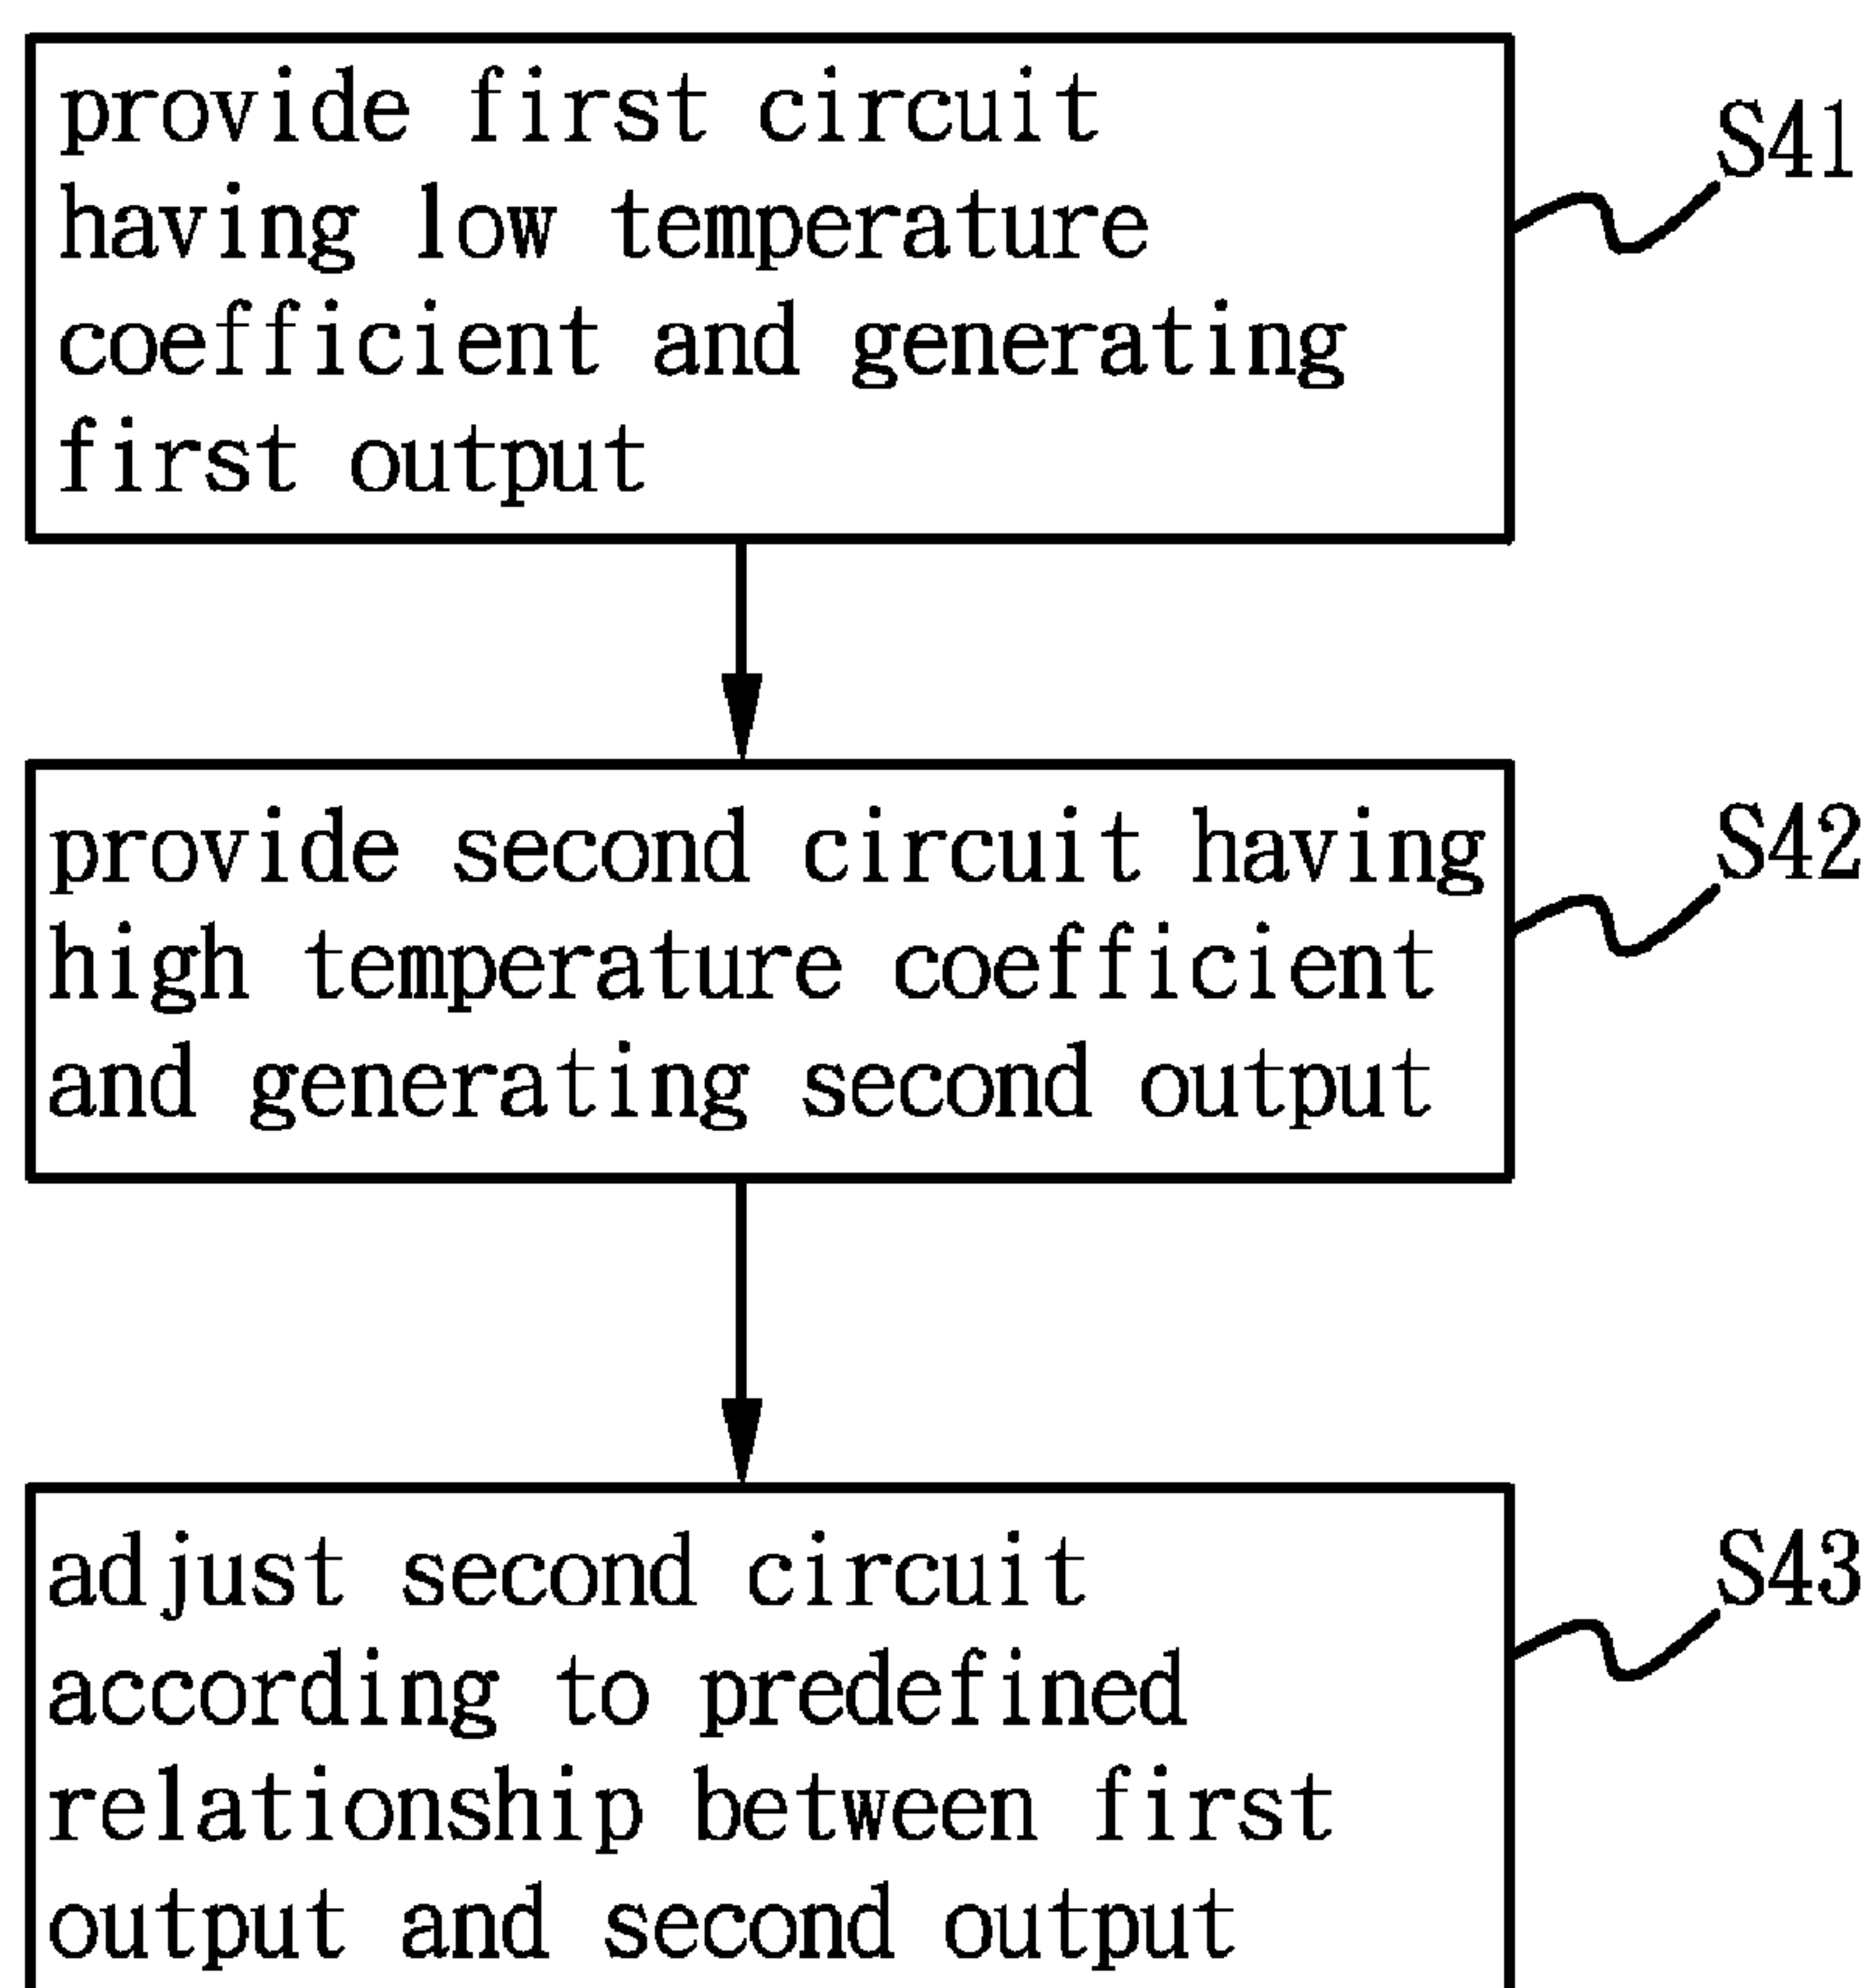 provide first circuit
having low temperature
coefficient and generating
first output
S41
provide second circuit having
high temperature coefficient
and generating second output
S42
adjust second circuit
according to predefined
relationship between first
output and second output
S43